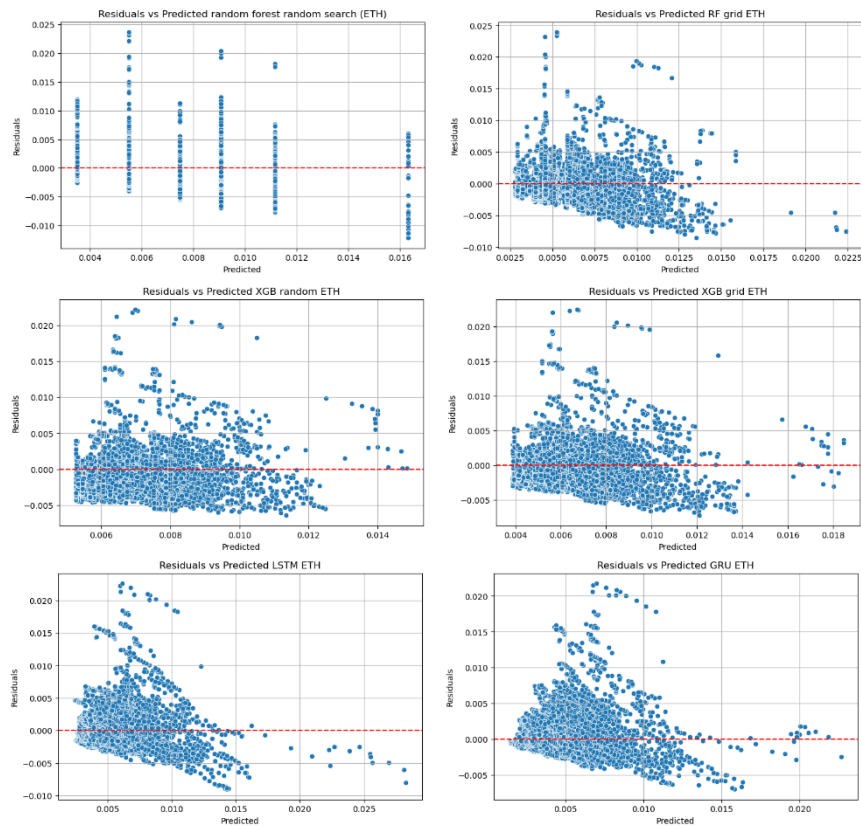 Residuals vs Predicted random forest random search (ETH)
0.025
0.020
0.015
0.010
0.005
0.000
−0.005
−0.010
Residuals
0.004 0.006 0.008 0.010 0.012 0.014 0.016
Predicted
Residuals vs Predicted RF grid ETH
0.025
0.020
0.015
0.010
0.005
0.000
−0.005
−0.010
Residuals
0.0025 0.0050 0.0075 0.0100 0.0125 0.0150 0.0175 0.0200 0.0225
Predicted
Residuals vs Predicted XGB random ETH
0.020
0.015
0.010
0.005
0.000
−0.005
Residuals
0.006 0.008 0.010 0.012 0.014
Predicted
Residuals vs Predicted XGB grid ETH
0.020
0.015
0.010
0.005
0.000
−0.005
Residuals
0.004 0.006 0.008 0.010 0.012 0.014 0.016 0.018
Predicted
Residuals vs Predicted LSTM ETH
0.020
0.015
0.010
0.005
0.000
−0.005
−0.010
Residuals
0.005 0.010 0.015 0.020 0.025
Predicted
Residuals vs Predicted GRU ETH
0.020
0.015
0.010
0.005
0.000
−0.005
Residuals
0.005 0.010 0.015 0.020
Predicted